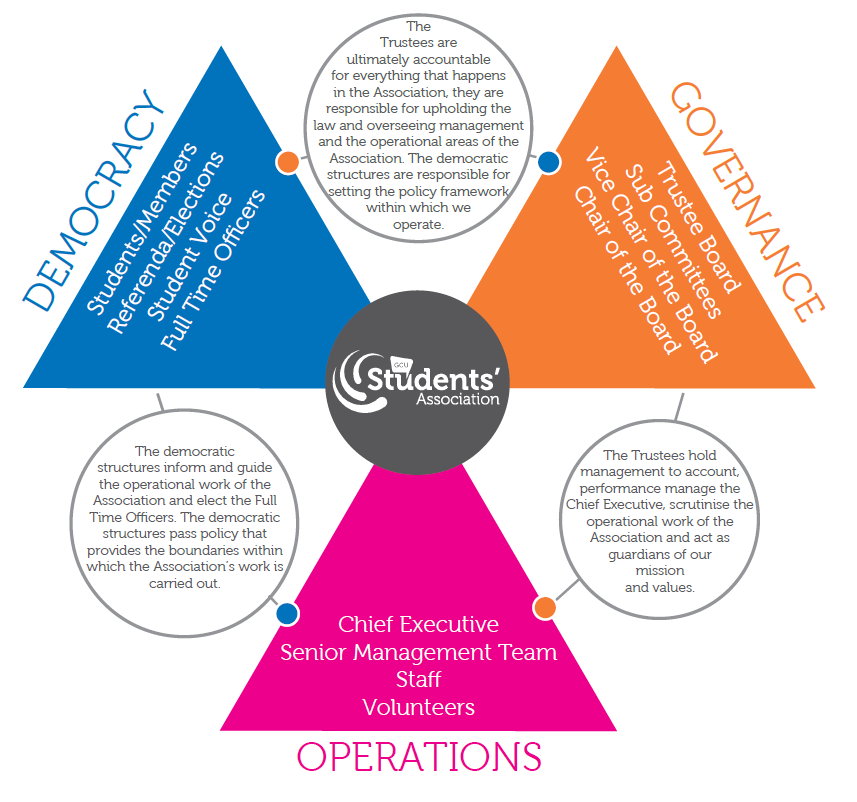 The
Trustees are
ultimately accountable
for everything that happens
in the Association, they are
responsible for upholding the
law and overseeing management
and the operational areas of the
Association. The democratic
structures are responsible for
setting the policy framework
within which we
operate.
DEMOCRACY
Students/Members
Referenda/Elections
Student Voice
Full Time Officers
GOVERNANCE
Trustee Board
Sub Committees
Vice Chair of the Board
Chair of the Board
GCU
Students'
Association
The democratic
structures inform and guide
the operational work of the
Association and elect the Full
Time Officers. The democratic
structures pass policy that
provides the boundaries within
which the Association's work is
carried out.
The Trustees hold
management to account,
performance manage the
Chief Executive, scrutinise the
operational work of the
Association and act as
guardians of our
mission
and values.
Chief Executive
Senior Management Team
Staff
Volunteers
OPERATIONS